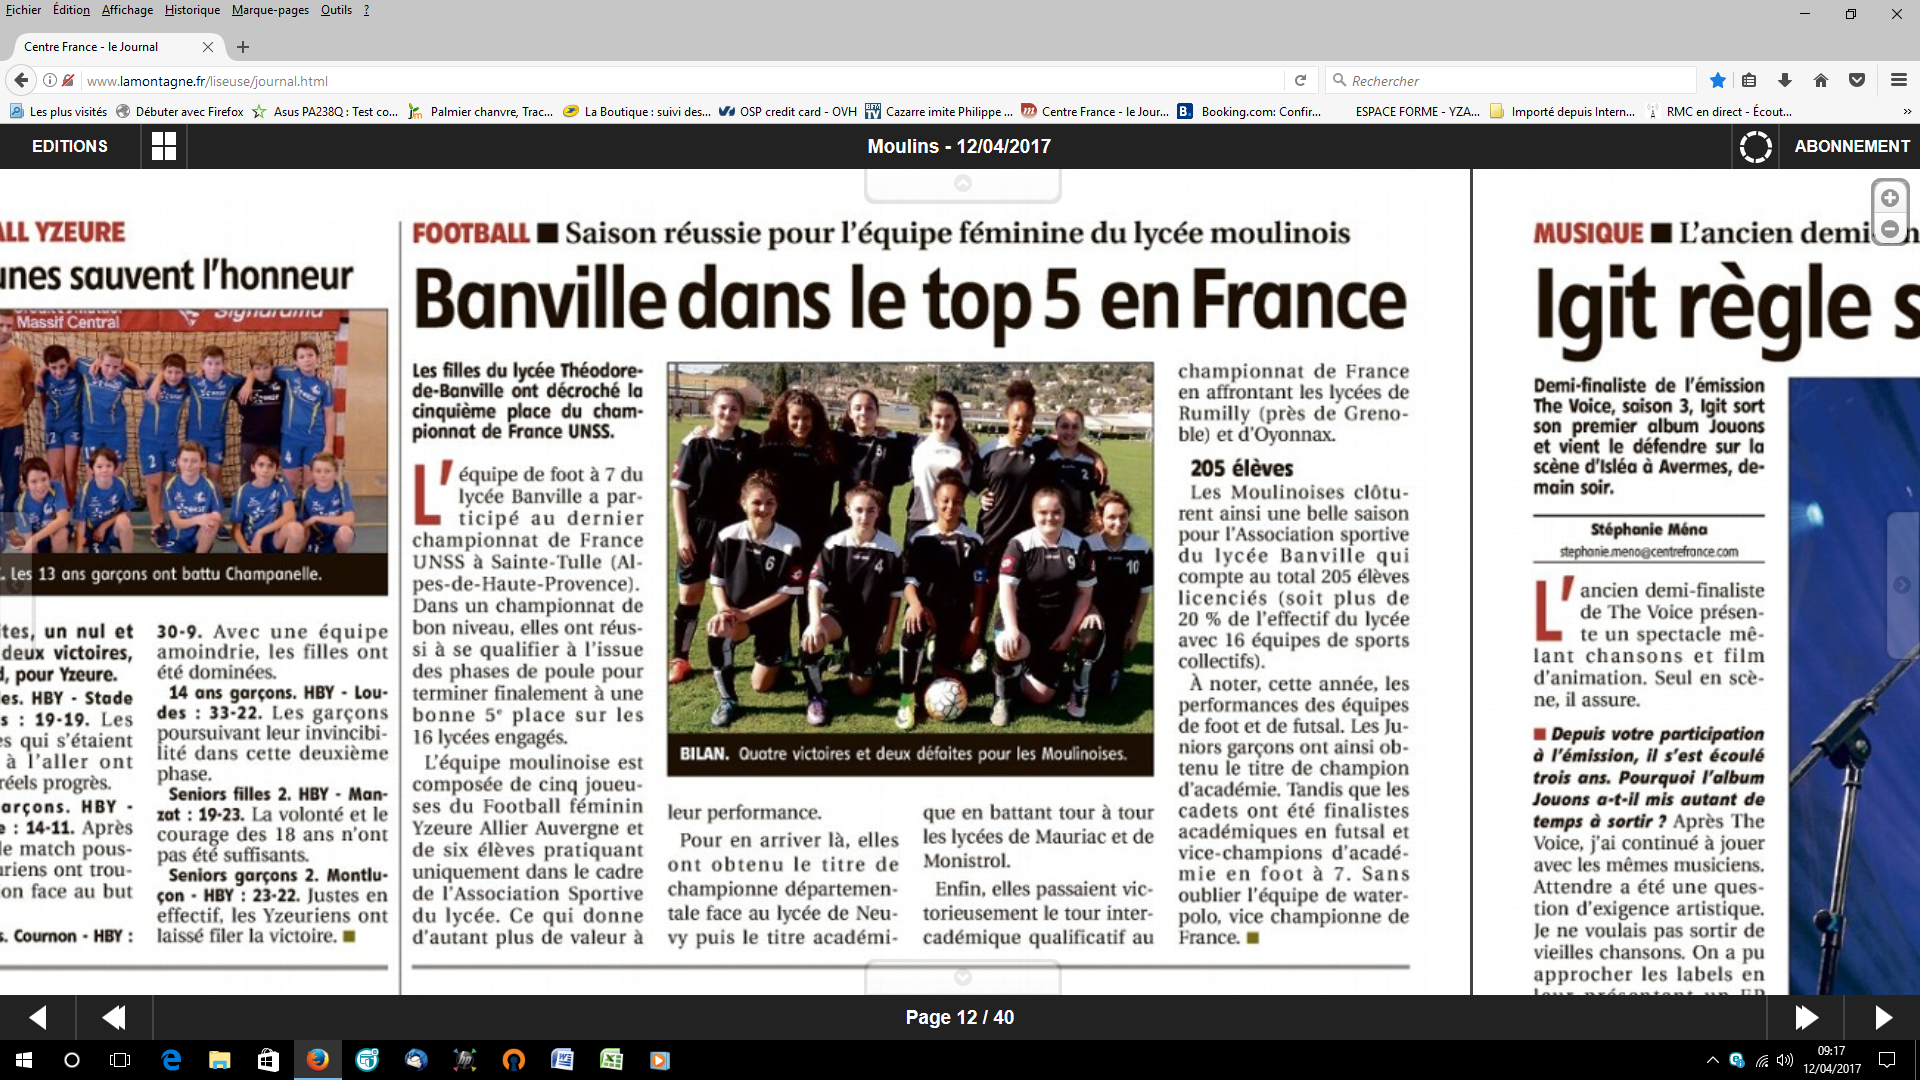 Fichier Édition Affichage Historique Marque-pages Outils ?
Centre France - le Journal
www.lamontagne.fr/liseuse/journal.html
Rechercher
Les plus visités Débuter avec Firefox Asus PA238Q : Test co... Palmier chanvre, Trac... La Boutique : suivi des... OSP credit card - OVH Cazarre imite Philippe ... Centre France - le Jour... Booking.com: Confir... ESPACE FORME - YZA... Importé depuis Intern... RMC en direct - Écout... »
EDITIONS
Moulins - 12/04/2017
ABONNEMENT
ALL YZEURE
unes sauvent l'honneur
Massif Central
Signarama
. Les 13 ans garçons ont battu Champanelle.
ites, un nul et
deux victoires,
d, pour Yzeure.
les. HBY - Stade
s : 19-19. Les
es qui s'étaient
à l'aller ont
réels progrès.
arçons. HBY -
e : 14-11. Après
le match pous-
uriens ont trou-
ion face au but
s. Cournon - HBY :
30-9. Avec une équipe
amoindrie, les filles ont
été dominées.
14 ans garçons. HBY - Lou-
des : 33-22. Les garçons
poursuivant leur invincibi-
lité dans cette deuxième
phase.
Seniors filles 2. HBY - Man-
zat : 19-23. La volonté et le
courage des 18 ans n'ont
pas été suffisants.
Seniors garçons 2. Montlu-
çon - HBY : 23-22. Justes en
effectif, les Yzeuriens ont
laissé filer la victoire. ■
FOOTBALL ■ Saison réussie pour l'équipe féminine du lycée moulinois
Banville dans le top 5 en France
Les filles du lycée Théodore-
de-Banville ont décroché la
cinquième place du cham-
pionnat de France UNSS.
L'équipe de foot à 7 du
lycée Banville a par-
ticipé au dernier
championnat de France
UNSS à Sainte-Tulle (Al-
pes-de-Haute-Provence).
Dans un championnat de
bon niveau, elles ont réus-
si à se qualifier à l'issue
des phases de poule pour
terminer finalement à une
bonne 5e place sur les
16 lycées engagés.
L'équipe moulinoise est
composée de cinq joueu-
ses du Football féminin
Yzeure Allier Auvergne et
de six élèves pratiquant
uniquement dans le cadre
de l'Association Sportive
du lycée. Ce qui donne
d'autant plus de valeur à
2
6
4
C
9
10
BILAN. Quatre victoires et deux défaites pour les Moulinoises.
leur performance.
Pour en arriver là, elles
ont obtenu le titre de
championne départemen-
tale face au lycée de Neu-
vy puis le titre académi-
que en battant tour à tour
les lycées de Mauriac et de
Monistrol.
Enfin, elles passaient vic-
torieusement le tour inter-
cadémique qualificatif au
championnat de France
en affrontant les lycées de
Rumilly (près de Greno-
ble) et d'Oyonnax.
205 élèves
Les Moulinoises clôtu-
rent ainsi une belle saison
pour l'Association sportive
du lycée Banville qui
compte au total 205 élèves
licenciés (soit plus de
20 % de l'effectif du lycée
avec 16 équipes de sports
collectifs).
À noter, cette année, les
performances des équipes
de foot et de futsal. Les Ju-
niors garçons ont ainsi ob-
tenu le titre de champion
d'académie. Tandis que les
cadets ont été finalistes
académiques en futsal et
vice-champions d'acadé-
mie en foot à 7. Sans
oublier l'équipe de water-
polo, vice championne de
France. ■
MUSIQUE ■ L'ancien demi
Igit règle s
Demi-finaliste de l'émission
The Voice, saison 3, Igit sort
son premier album Jouons
et vient le défendre sur la
scène d'Isléa à Avermes, de-
main soir.
Stéphanie Ména
stephanie.mena@centrefrance.com
L'ancien demi-finaliste
de The Voice présen-
te un spectacle mê-
lant chansons et film
d'animation. Seul en scè-
ne, il assure.
■ Depuis votre participation
à l'émission, il s'est écoulé
trois ans. Pourquoi l'album
Jouons a-t-il mis autant de
temps à sortir ? Après The
Voice, j'ai continué à jouer
avec les mêmes musiciens.
Attendre a été une ques-
tion d'exigence artistique.
Je ne voulais pas sortir de
vieilles chansons. On a pu
approcher les labels en
leur présentant un EP
Page 12 / 40
09:17
12/04/2017